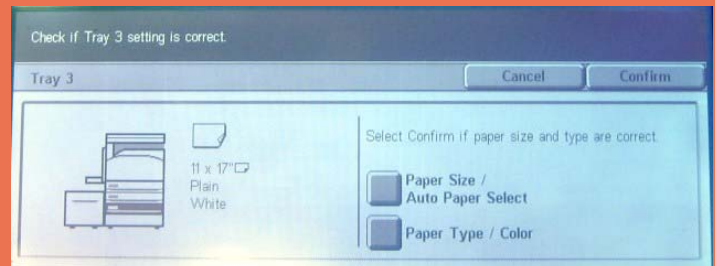 Check if Tray 3 setting is correct.
Tray 3
Cancel
Confirm
11 x 17"
Plain
White
Select Confirm if paper size and type are correct.
Paper Size /
Auto Paper Select
Paper Type / Color